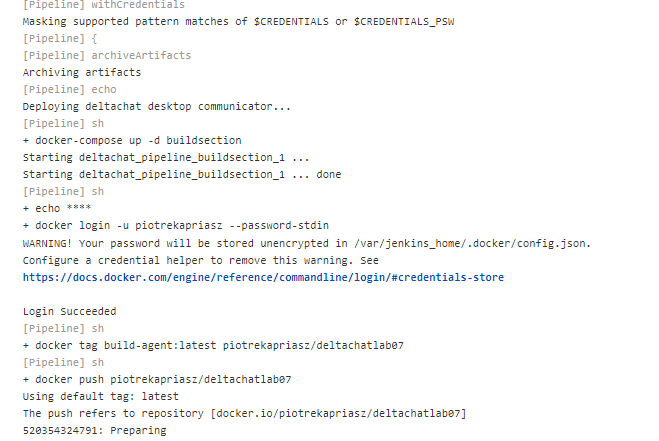 [Pipeline] withCredentials
Masking supported pattern matches of $CREDENTIALS or $CREDENTIALS_PSW
[Pipeline] {
[Pipeline] archiveArtifacts
Archiving artifacts
[Pipeline] echo
Deploying deltachat desktop communicator...
[Pipeline] sh
+ docker-compose up -d buildsection
Starting deltachat_pipeline_buildsection_1 ...
Starting deltachat_pipeline_buildsection_1 ... done
[Pipeline] sh
+ echo ****
+ docker login -u piotrekapriasz --password-stdin
WARNING! Your password will be stored unencrypted in /var/jenkins_home/.docker/config.json.
Configure a credential helper to remove this warning. See
https://docs.docker.com/engine/reference/commandline/login/#credentials-store

Login Succeeded
[Pipeline] sh
+ docker tag build-agent:latest piotrekapriasz/deltachatlab07
[Pipeline] sh
+ docker push piotrekapriasz/deltachatlab07
Using default tag: latest
The push refers to repository [docker.io/piotrekapriasz/deltachatlab07]
520354324791: Preparing